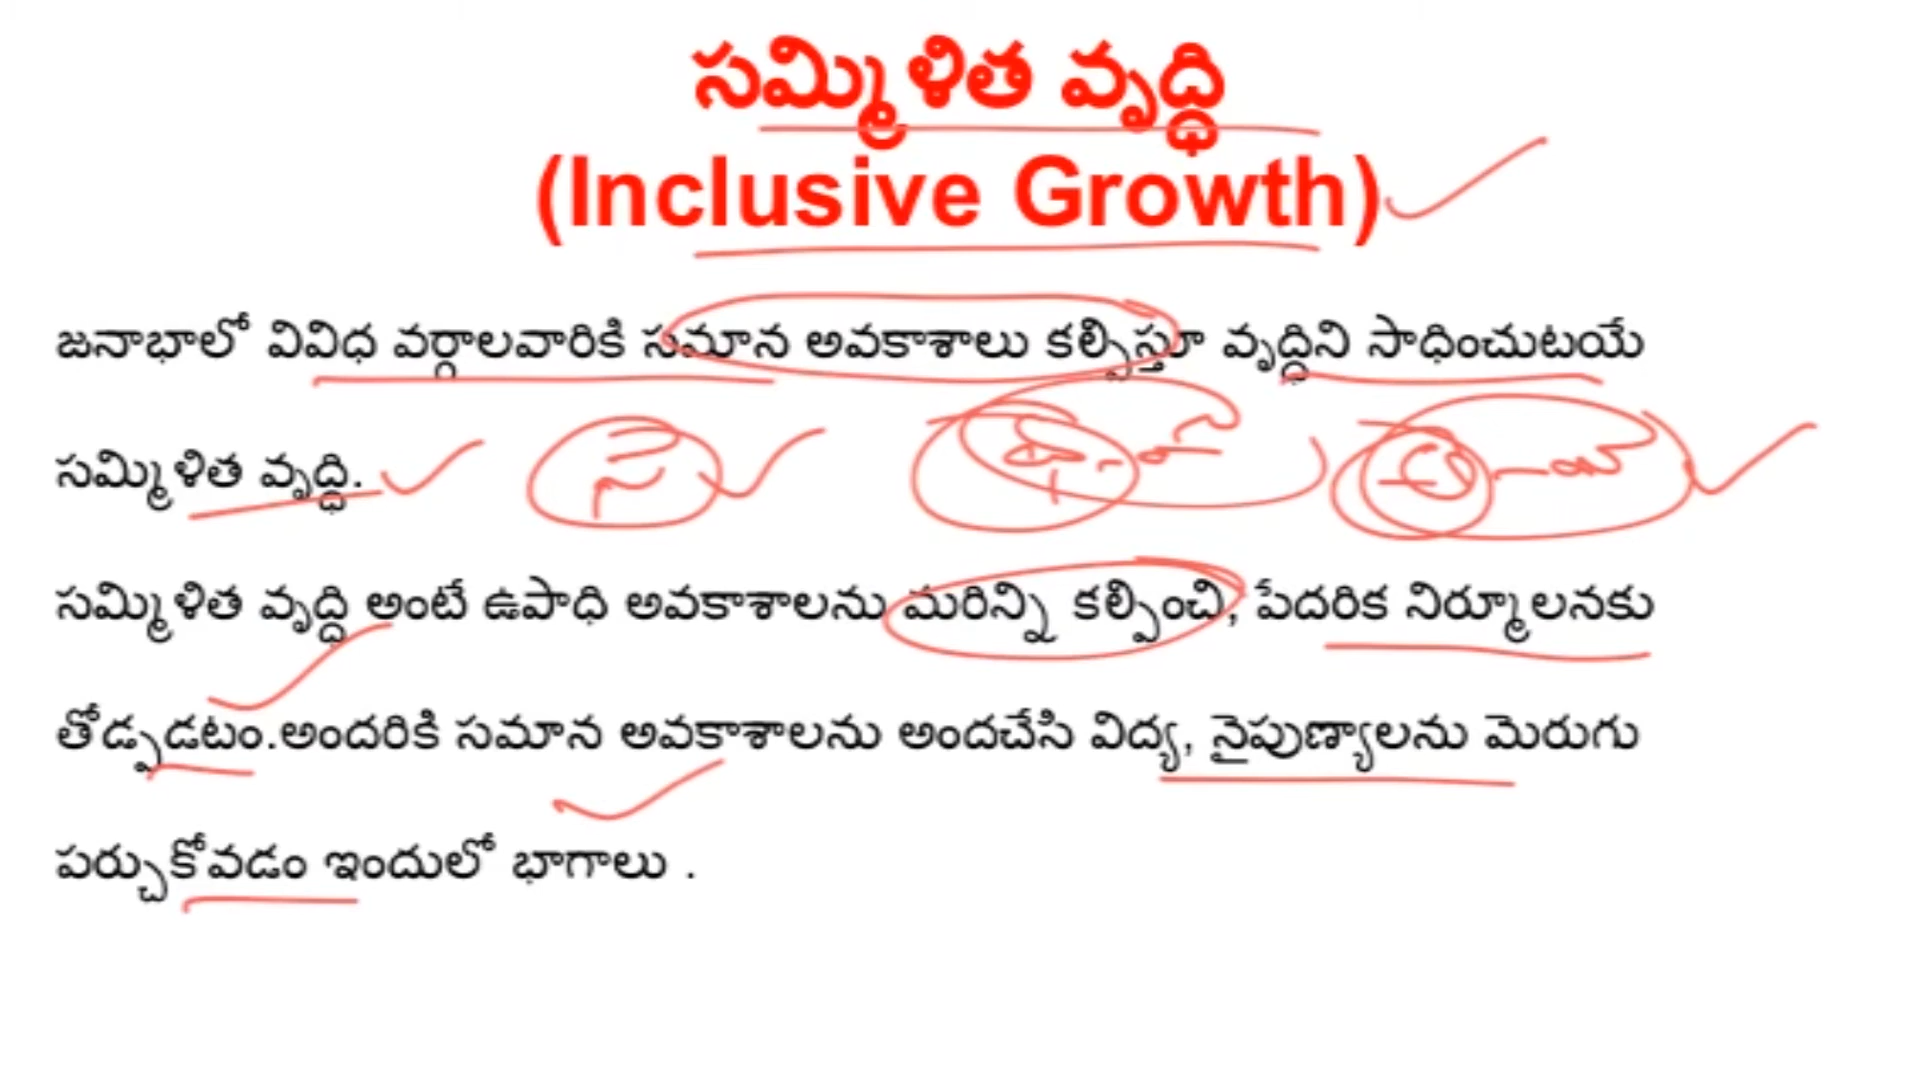 సమ్మిళిత వృద్ధి
(Inclusive Growth)
జనాభాలో వివిధ వర్గాలవారికి సమాన అవకాశాలు కల్పిస్తూ వృద్ధిని సాధించుటయే
సమ్మిళిత వృద్ధి.
సమ్మిళిత వృద్ది అంటే ఉపాధి అవకాశాలను మరిన్ని కల్పించి, పేదరిక నిర్మూలనకు
తోడ్పడటం.అందరికి సమాన అవకాశాలను అందచేసి విద్య, నైపుణ్యాలను మెరుగు
పర్చుకోవడం ఇందులో భాగాలు .